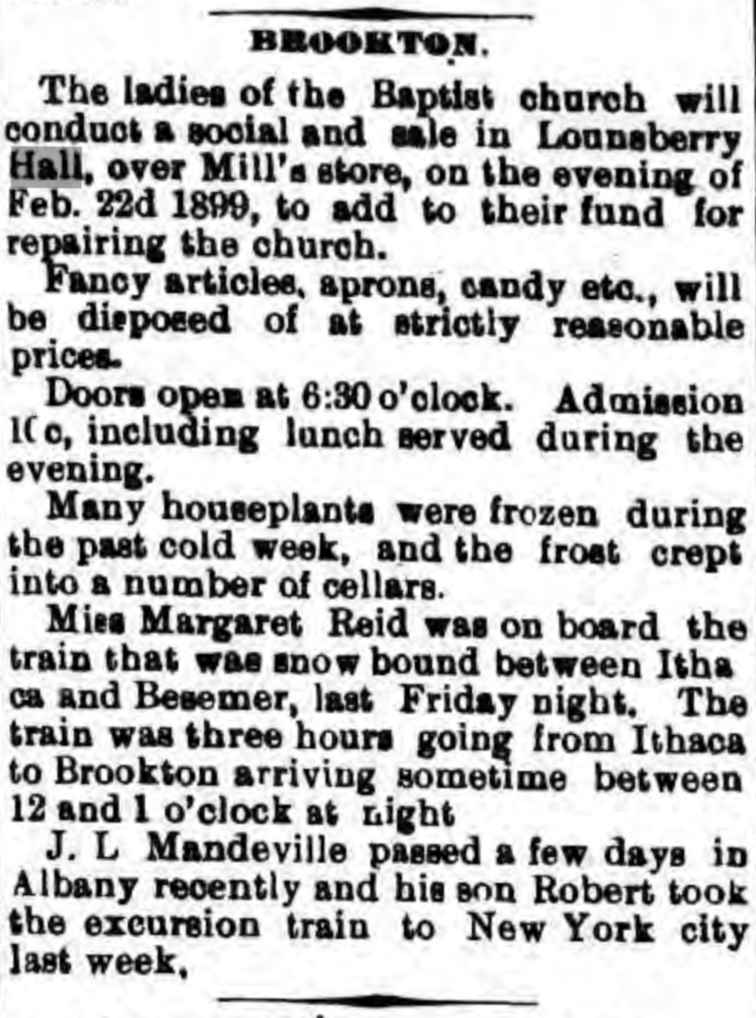 BROOKTON.
The ladies of the Baptist church will
conduct a social and sale in Lounsberry
Hall, over Mill's store, on the evening of
Feb. 22d 1899, to add to their fund for
repairing the church.
Fancy articles, aprons, candy etc., will
be disposed of at strictly reasonable
prices.
Doors open at 6:30 o'clock. Admission
10c, including lunch served during the
evening.
Many houseplants were frozen during
the past cold week, and the frost crept
into a number of cellars.
Miss Margaret Reid was on board the
train that was snow bound between Itha
ca and Besemer, last Friday night. The
train was three hours going from Ithaca
to Brookton arriving sometime between
12 and 1 o'clock at night
J. L Mandeville passed a few days in
Albany recently and his son Robert took
the excursion train to New York city
last week,